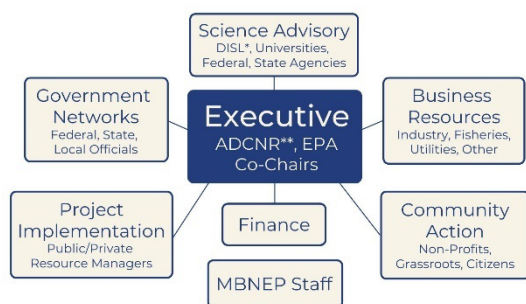 Science Advisory
DISL*, Universities,
Federal, State Agencies
Government
Networks
Federal, State,
Local Officials
Executive
ADCNR**, EPA
Co-Chairs
Business
Resources
Industry, Fisheries,
Utilities, Other
Project
Implementation
Public/Private
Resource Managers
Finance
Community
Action
Non-Profits,
Grassroots, Citizens
MBNEP Staff